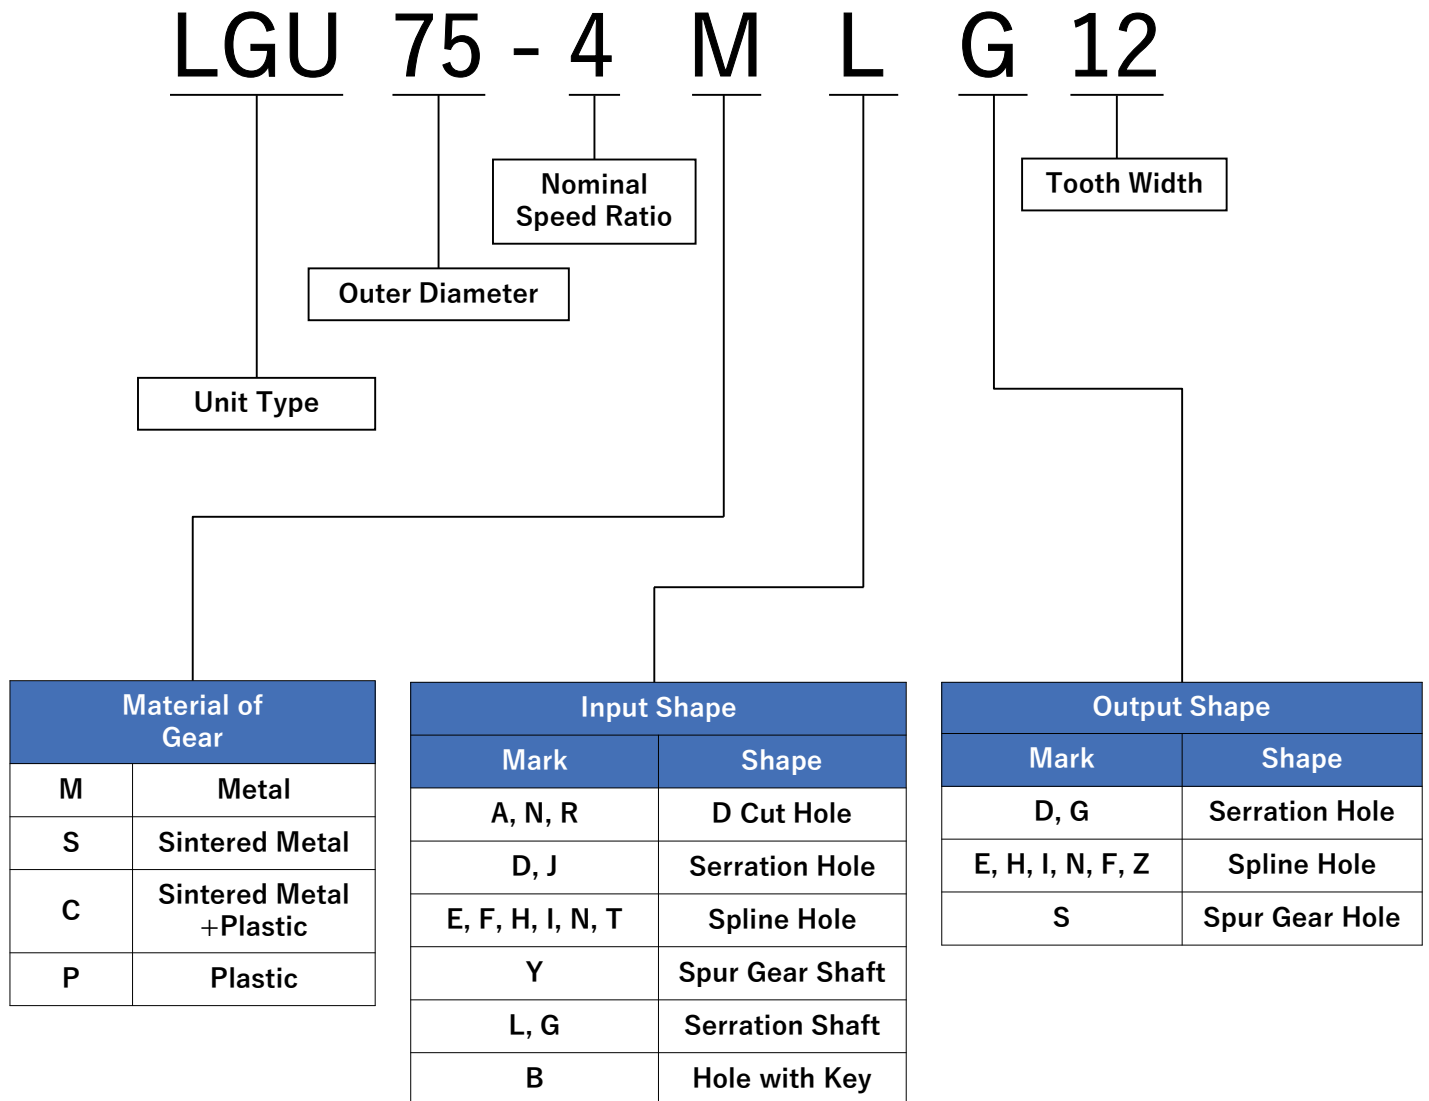 LGU 75 - 4 M L G 12
Nominal
Speed Ratio
Tooth Width
Outer Diameter
Unit Type
Material of
Gear
M Metal
S Sintered Metal
C Sintered Metal
+Plastic
P Plastic
Input Shape
Mark Shape
A, N, R D Cut Hole
D, J Serration Hole
E, F, H, I, N, T Spline Hole
Y Spur Gear Shaft
L, G Serration Shaft
B Hole with Key
Output Shape
Mark Shape
D, G Serration Hole
E, H, I, N, F, Z Spline Hole
S Spur Gear Hole